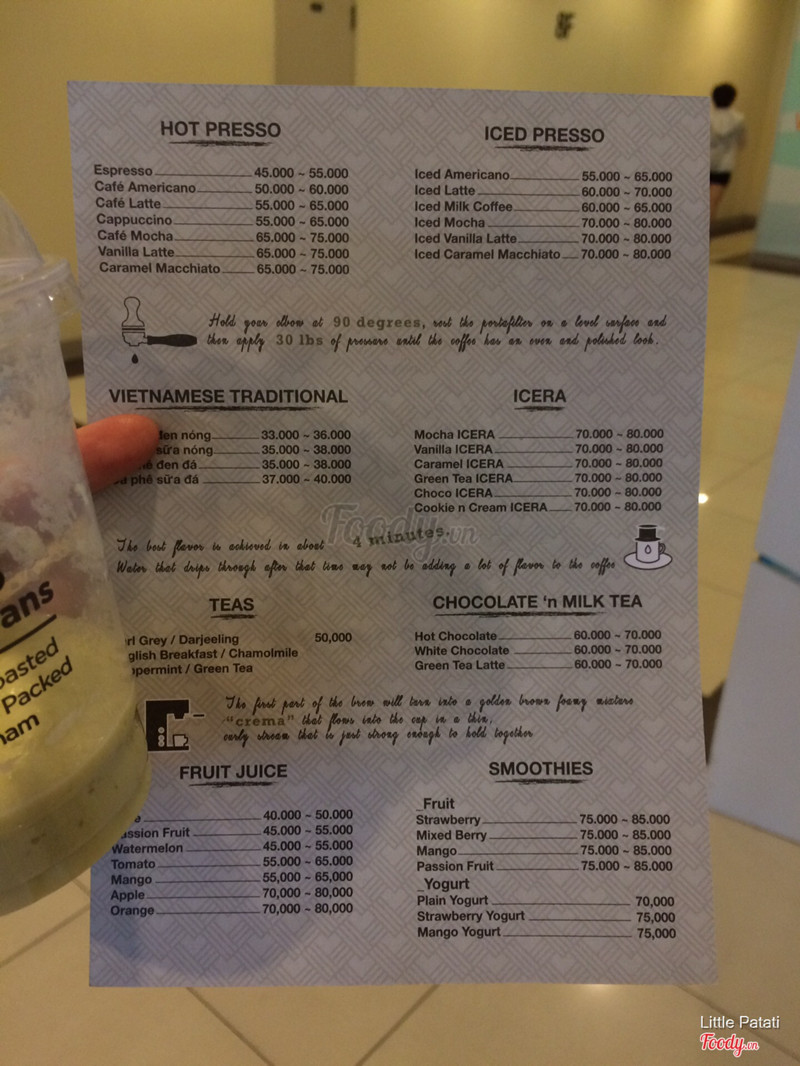 HOT PRESSO
Espresso 45.000 ~ 55.000
Café Americano 50.000 ~ 60.000
Café Latte 55.000 ~ 65.000
Cappuccino 55.000 ~ 65.000
Café Mocha 65.000 ~ 75.000
Vanilla Latte 65.000 ~ 75.000
Caramel Macchiato 65.000 ~ 75.000
ICED PRESSO
Iced Americano 55.000 ~ 65.000
Iced Latte 60.000 ~ 70.000
Iced Milk Coffee 60.000 ~ 65.000
Iced Mocha 70.000 ~ 80.000
Iced Vanilla Latte 70.000 ~ 80.000
Iced Caramel Macchiato 70.000 ~ 80.000
Hold your elbow at 90 degrees, rest the portafilter on a level surface and
then apply 30 lbs of pressure until the coffee has an even and polished look.
VIETNAMESE TRADITIONAL
đen nóng 33.000 ~ 36.000
sữa nóng 35.000 ~ 38.000
đen đá 35.000 ~ 38.000
phê sữa đá 37.000 ~ 40.000
ICERA
Mocha ICERA 70.000 ~ 80.000
Vanilla ICERA 70.000 ~ 80.000
Caramel ICERA 70.000 ~ 80.000
Green Tea ICERA 70.000 ~ 80.000
Choco ICERA 70.000 ~ 80.000
Cookie n Cream ICERA 70.000 ~ 80.000
Foody.vn
The best flavor is achieved in about 4 minutes.
Water that drips through after that time may not be adding a lot of flavor to the coffee
TEAS
Grey / Darjeeling 50,000
Breakfast / Chamolmile
/ Green Tea
CHOCOLATE 'n MILK TEA
Hot Chocolate 60.000 ~ 70.000
White Chocolate 60.000 ~ 70.000
Green Tea Latte 60.000 ~ 70.000
The first part of the brew will turn into a golden brown foamy mixture
"crema" that flows into the cup in a thin,
curly stream that is just strong enough to hold together
FRUIT JUICE
40.000 ~ 50.000
Fruit 45.000 ~ 55.000
Watermelon 45.000 ~ 55.000
Tomato 55.000 ~ 65.000
Mango 55,000 ~ 65,000
Apple 70,000 ~ 80,000
Orange 70,000 ~ 80,000
SMOOTHIES
_Fruit
Strawberry 75.000 ~ 85.000
Mixed Berry 75.000 ~ 85.000
Mango 75.000 ~ 85.000
Passion Fruit 75.000 ~ 85.000
_Yogurt
Plain Yogurt 70,000
Strawberry Yogurt 75,000
Mango Yogurt 75,000
Packed
Little Patati
Foody.vn